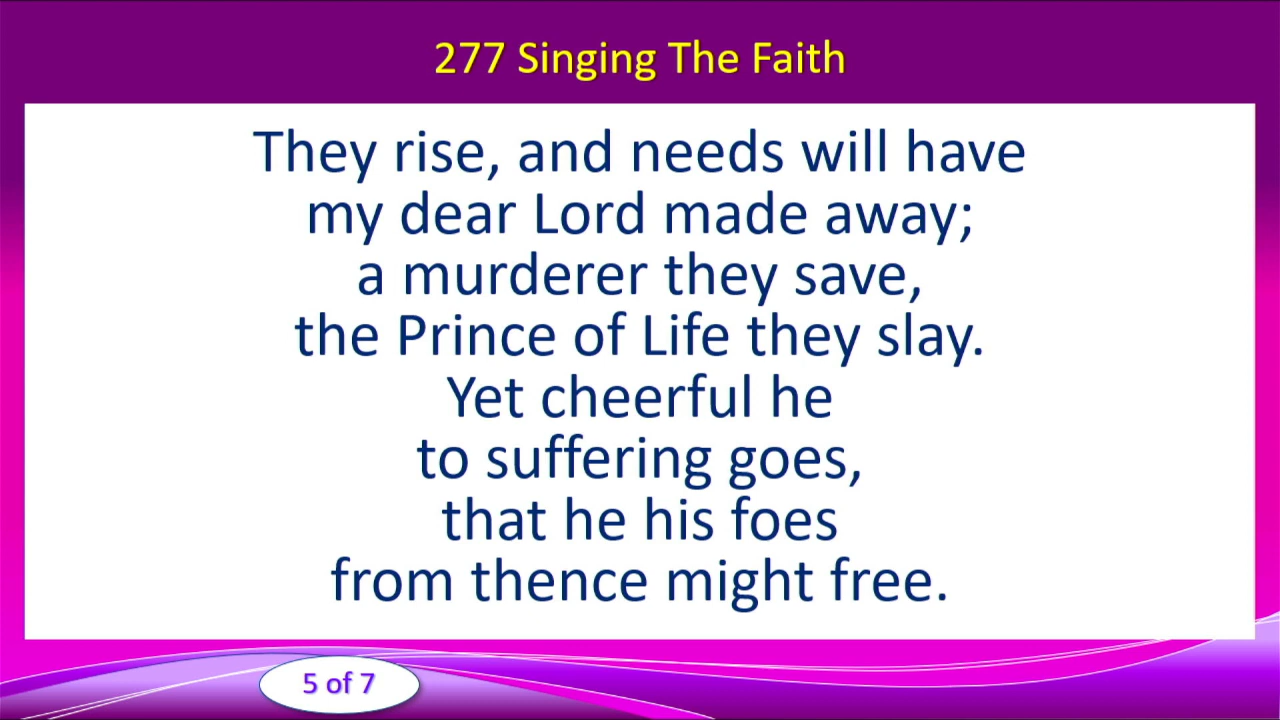 277 Singing The Faith
They rise, and needs will have
my dear Lord made away;
a murderer they save,
the Prince of Life they slay.
Yet cheerful he
to suffering goes,
that he his foes
from thence might free.
5 of 7